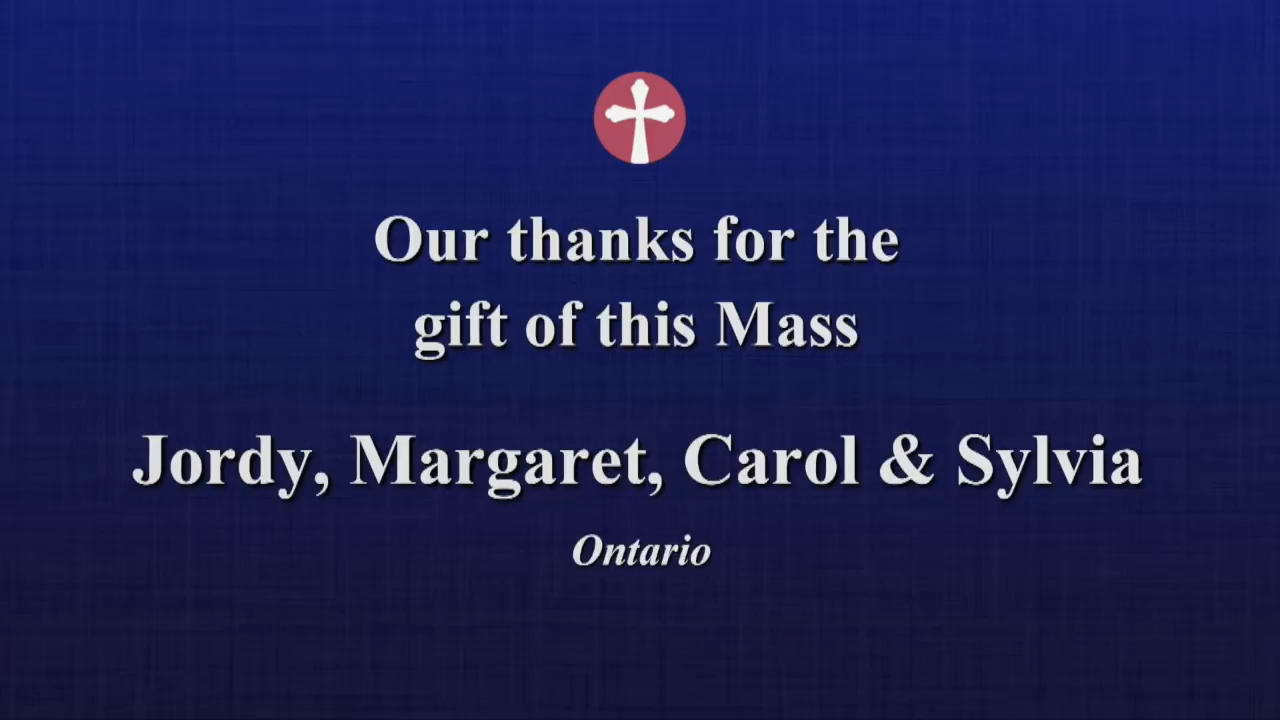 Our thanks for the
gift of this Mass
Jordy, Margaret, Carol & Sylvia
Ontario